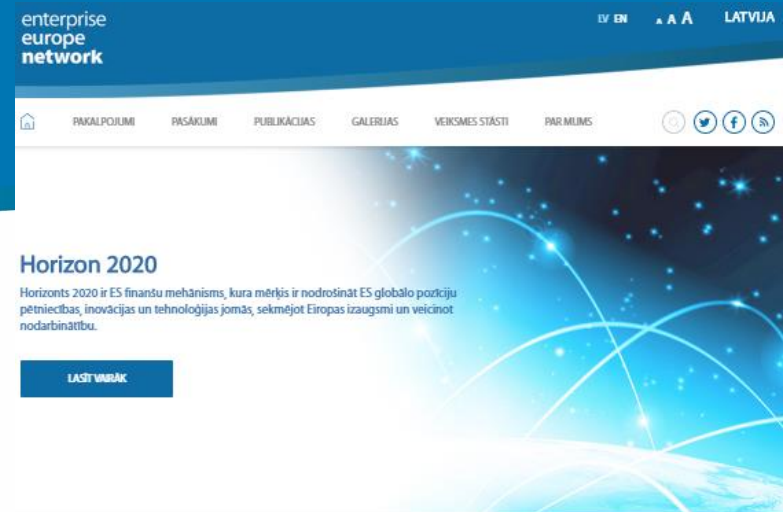 enterprise
europe
network
LV EN A A A LATVIJA
PAKALPOJUMI PASĀKUMI PUBLIKĀCIJAS GALERIJAS VEIKSMES STĀSTI PAR MUMS
Horizon 2020
Horizonts 2020 ir ES finanšu mehānisms, kura mērķis ir nodrošināt ES globālo pozīciju
pētniecības, inovācijas un tehnoloģijas jomās, sekmējot Eiropas izaugsmi un veicinot
nodarbinātību.
LASĪT VAIRĀK